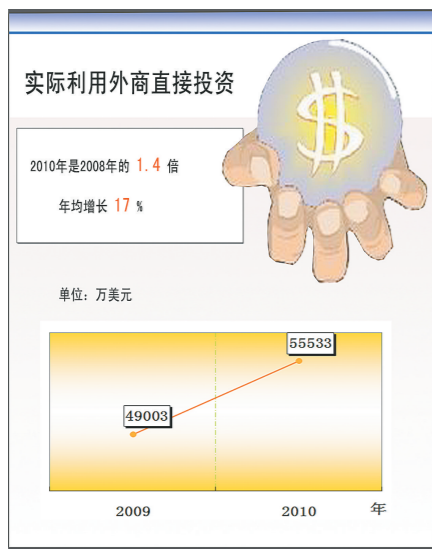 实际利用外商直接投资
$
2010年是2008年的 1.4 倍
年均增长 17 %
单位：万美元
55533
49003
2009 2010 年